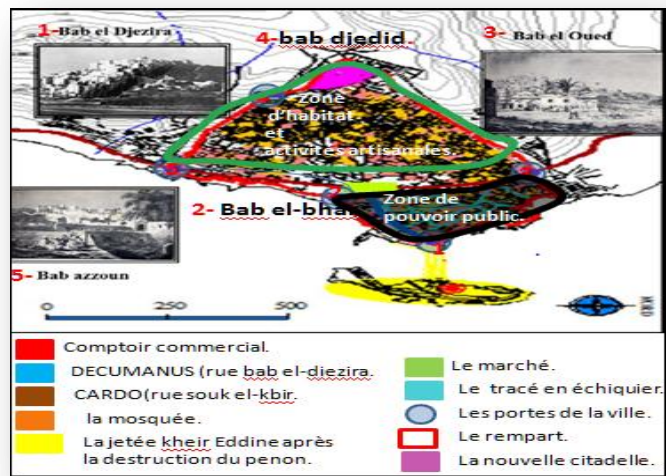 1-Bab el Djezira
4-bab djedid.
3- Bab el Oued
Zone
d'habitat
et
activités artisanales.
2- Bab el-bhar
Zone de
pouvoir public.
1
5- Bab azzoun
0 250 500
Comptoir commercial.
DECUMANUS (rue bab el-djezira.
CARDO(rue souk el-kbir.
la mosquée.
La jetée kheir Eddine après
la destruction du penon.
Le marché.
Le tracé en échiquier.
Les portes de la ville.
Le rempart.
La nouvelle citadelle.